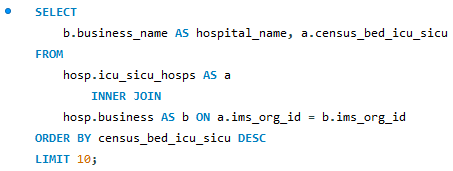 SELECT
b.business_name AS hospital_name, a.census_bed_icu_sicu
FROM
hosp.icu_sicu_hosps AS a
INNER JOIN
hosp.business AS b ON a.ims_org_id = b.ims_org_id
ORDER BY census_bed_icu_sicu DESC
LIMIT 10;